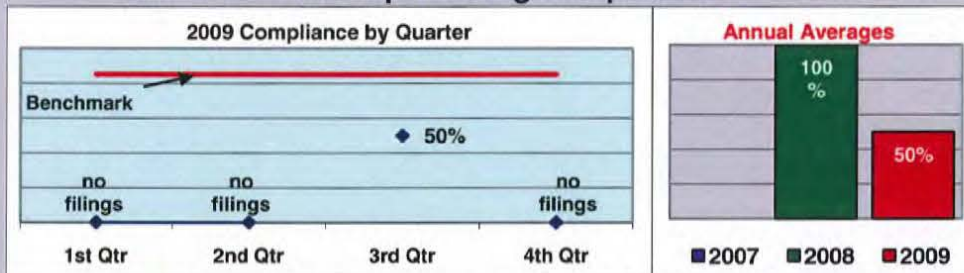 2009 Compliance by Quarter
Benchmark
50%
no
filings
no
filings
no
filings
1st Qtr
2nd Qtr
3rd Qtr
4th Qtr
Annual Averages
100
%
50%
2007
2008
2009